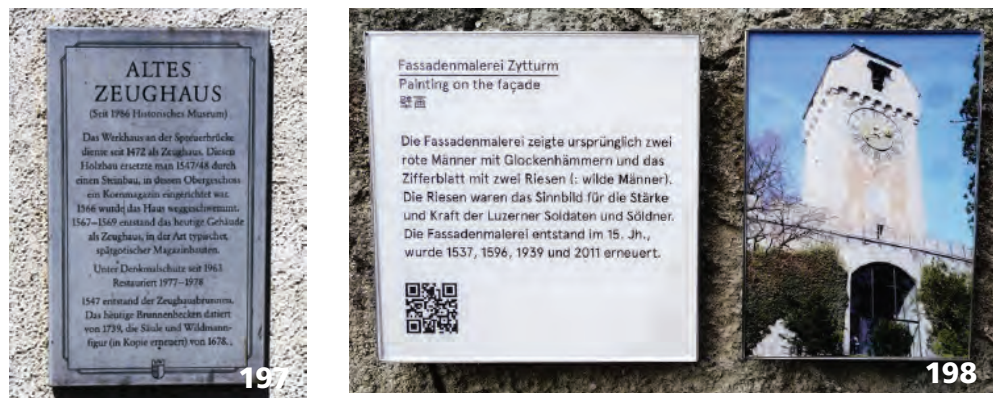 ALTES
ZEUGHAUS
(Seit 1986 Historisches Museum)
Das Werkhaus an der Spreuerbrücke
diente seit 1472 als Zeughaus. Diesen
Holzbau ersetzte man 1547/48 durch
einen Steinbau, in dessen Obergeschoss
ein Kornmagazin eingerichtet war.
1566 wurde das Haus weggeschwemmt.
1567–1569 entstand das heutige Gebäude
als Zeughaus, in der Art typischer,
spätgotischer Magazinbauten.
Unter Denkmalschutz seit 1963
Restauriert 1977–1978
1547 entstand der Zeughausbrunnen.
Das heutige Brunnenbecken datiert
von 1739, die Säule und Wildmann-
figur (in Kopie erneuert) von 1678.
197
Fassadenmalerei Zytturm
Painting on the façade
壁画
Die Fassadenmalerei zeigte ursprünglich zwei
rote Männer mit Glockenhämmern und das
Zifferblatt mit zwei Riesen (: wilde Männer).
Die Riesen waren das Sinnbild für die Stärke
und Kraft der Luzerner Soldaten und Söldner.
Die Fassadenmalerei entstand im 15. Jh.,
wurde 1537, 1596, 1939 und 2011 erneuert.
198